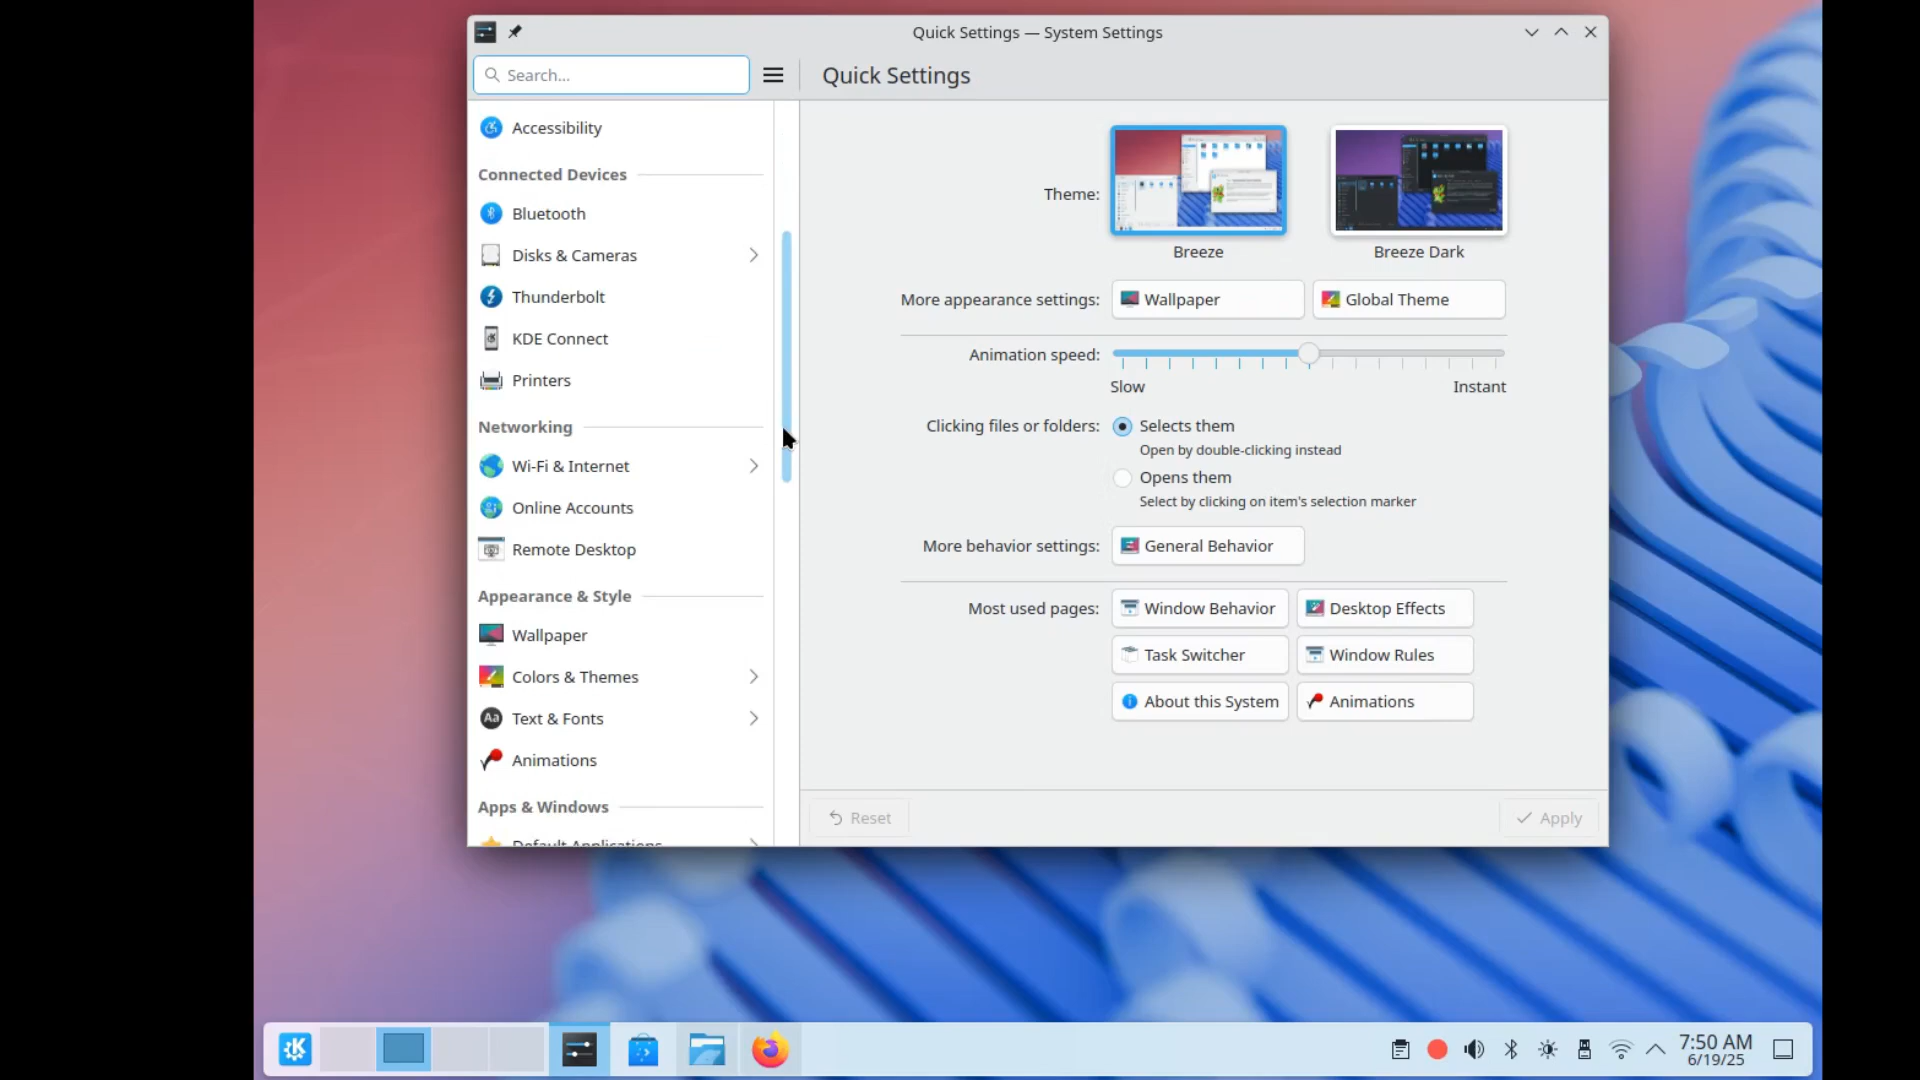 Quick Settings — System Settings
Search...
Quick Settings
Accessibility
Connected Devices
Bluetooth
Disks & Cameras
Thunderbolt
KDE Connect
Printers
Networking
Wi-Fi & Internet
Online Accounts
Remote Desktop
Appearance & Style
Wallpaper
Colors & Themes
Text & Fonts
Animations
Apps & Windows
Default Applications
Theme:
Breeze
Breeze Dark
More appearance settings:
Wallpaper
Global Theme
Animation speed:
Slow
Instant
Clicking files or folders:
Selects them
Open by double-clicking instead
Opens them
Select by clicking on item's selection marker
More behavior settings:
General Behavior
Most used pages:
Window Behavior
Desktop Effects
Task Switcher
Window Rules
About this System
Animations
Reset
Apply
7:50 AM
6/19/25